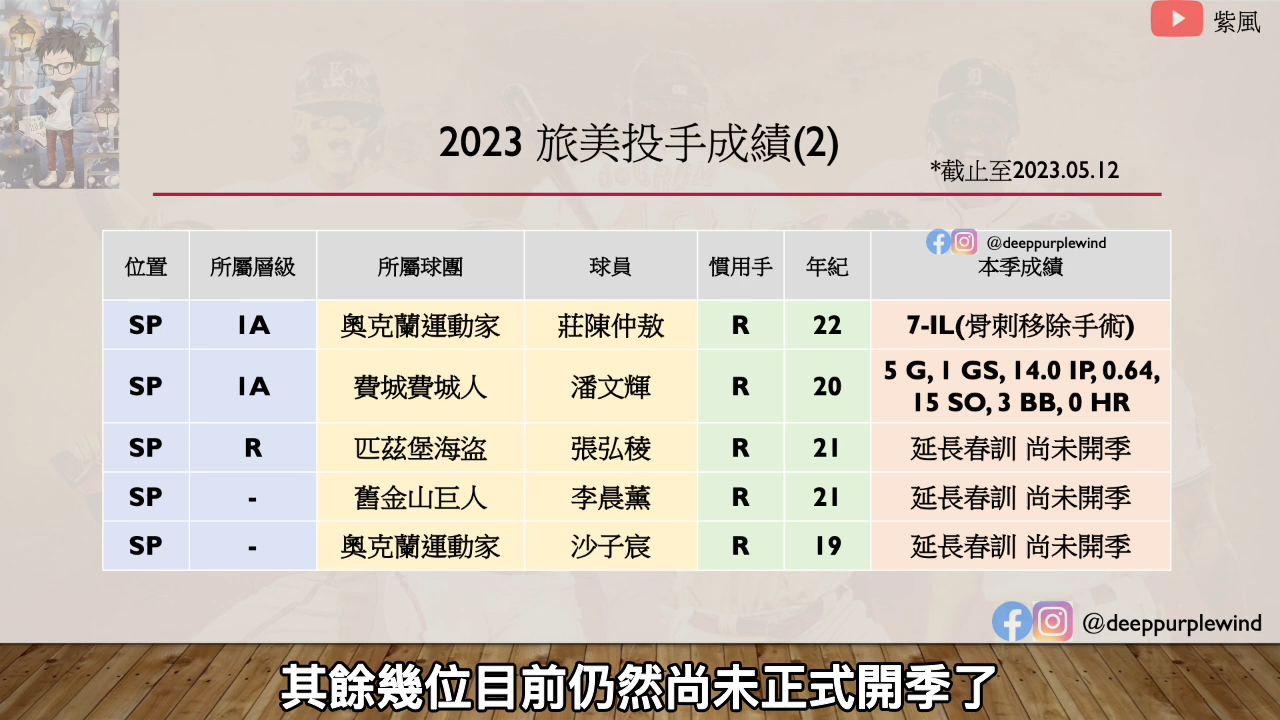 紫風
2023 旅美投手成績(2)
*截止至2023.05.12
@deeppurplewind
位置 所屬層級 所屬球團 球員 慣用手 年紀 本季成績
SP 1A 奧克蘭運動家 莊陳仲敖 R 22 7-IL(骨刺移除手術)
SP 1A 費城費城人 潘文輝 R 20 5 G, 1 GS, 14.0 IP, 0.64,
15 SO, 3 BB, 0 HR
SP R 匹茲堡海盜 張弘稜 R 21 延長春訓 尚未開季
SP - 舊金山巨人 李晨薰 R 21 延長春訓 尚未開季
SP - 奧克蘭運動家 沙子宸 R 19 延長春訓 尚未開季
@deeppurplewind
其餘幾位目前仍然尚未正式開季了